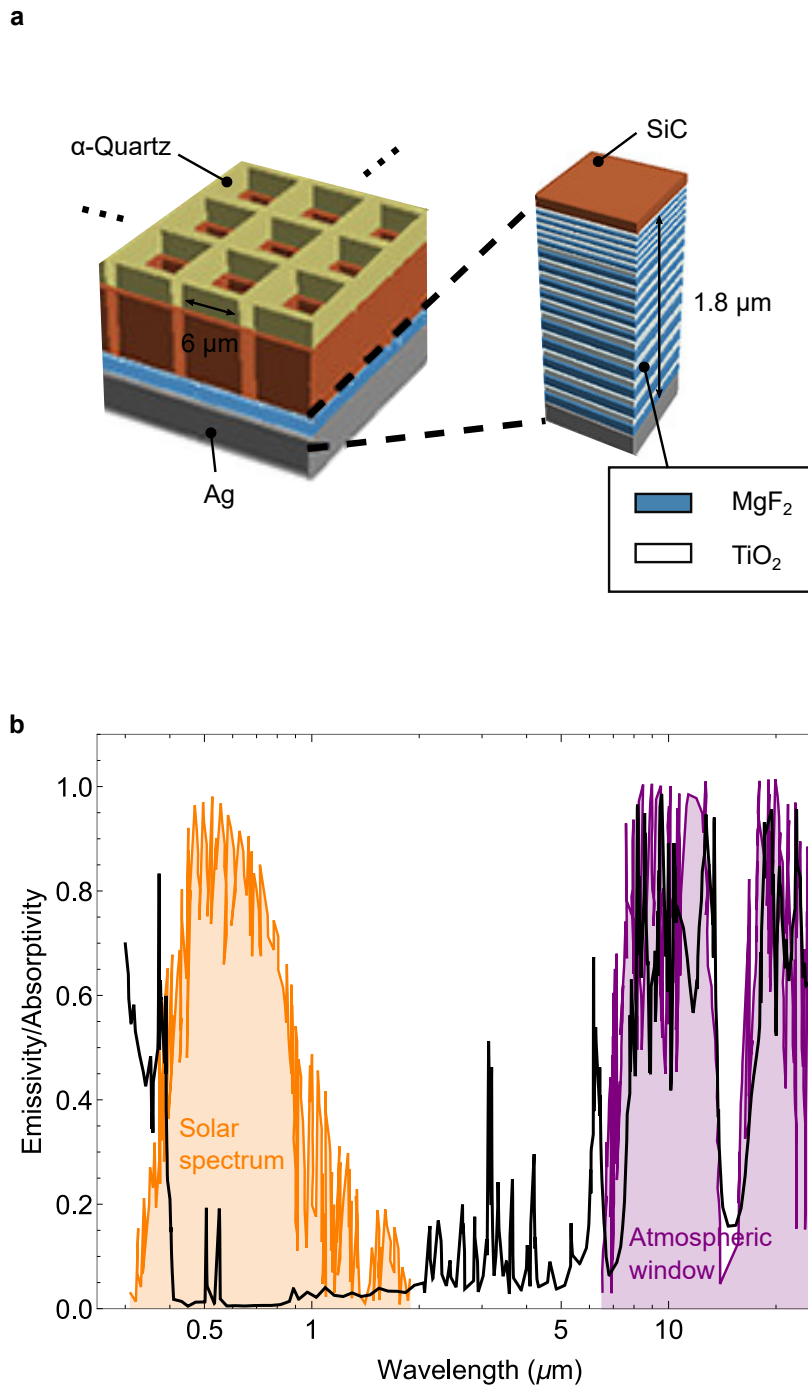 a
α-Quartz
SiC
6 μm
1.8 μm
Ag
MgF₂
TiO₂
b
Emissivity/Absorptivity
1.0
0.8
0.6
0.4
0.2
0.0
Solar
spectrum
Atmospheric
window
0.5
1
5
10
Wavelength (μm)